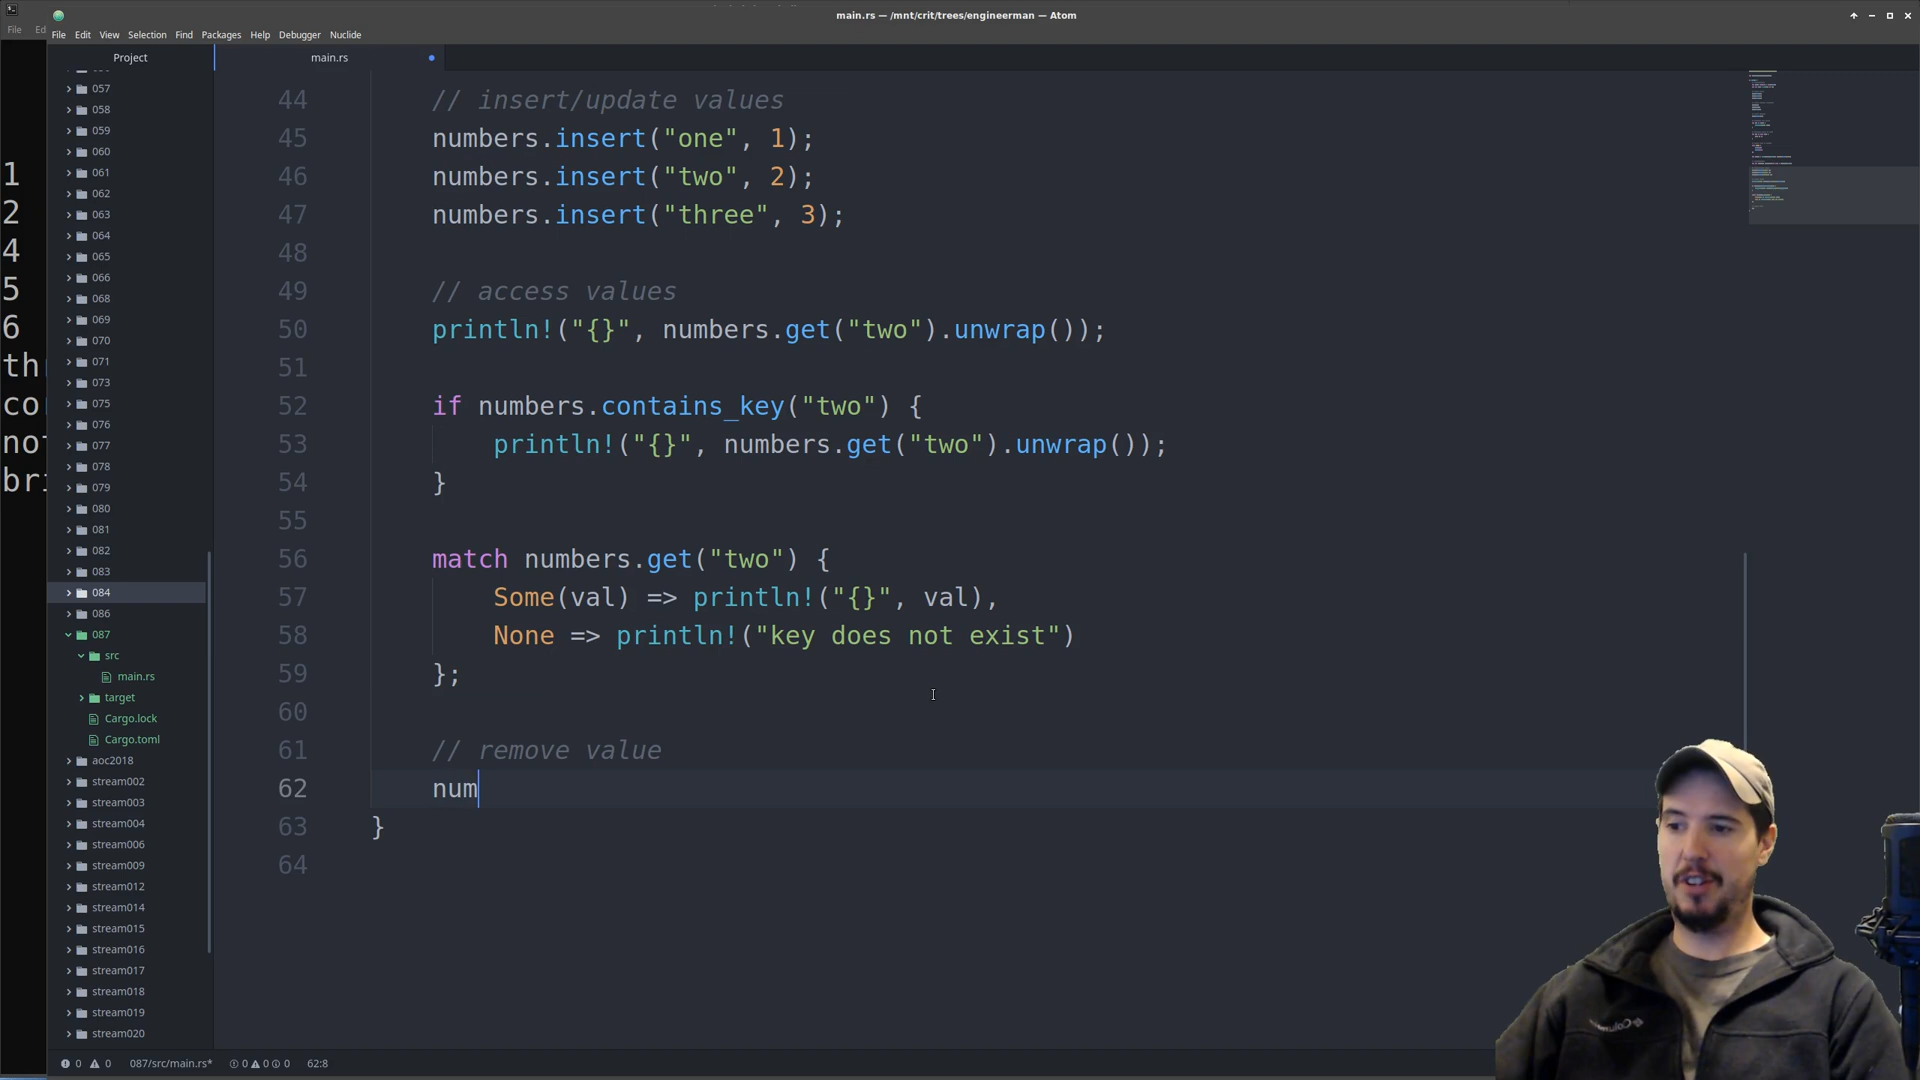 main.rs — /mnt/crit/trees/engineerman — Atom
File Edit View Selection Find Packages Help Debugger Nuclide
File Ed
Project
main.rs
057
058
059
060
061
062
063
064
065
066
068
069
070
071
073
075
076
077
078
079
080
081
082
083
084
086
087
src
main.rs
target
Cargo.lock
Cargo.toml
aoc2018
stream002
stream003
stream004
stream006
stream009
stream012
stream014
stream015
stream016
stream017
stream018
stream019
stream020
1
2
4
5
6
44 // insert/update values
45 numbers.insert("one", 1);
46 numbers.insert("two", 2);
47 numbers.insert("three", 3);
48
49 // access values
50 println!("{}", numbers.get("two").unwrap());
51
52 if numbers.contains_key("two") {
53 println!("{}", numbers.get("two").unwrap());
54 }
55
56 match numbers.get("two") {
57 Some(val) => println!("{}", val),
58 None => println!("key does not exist")
59 };
60
61 // remove value
62 num
63 }
64
0 0 087/src/main.rs* 0 0 0 62:8
Columbia